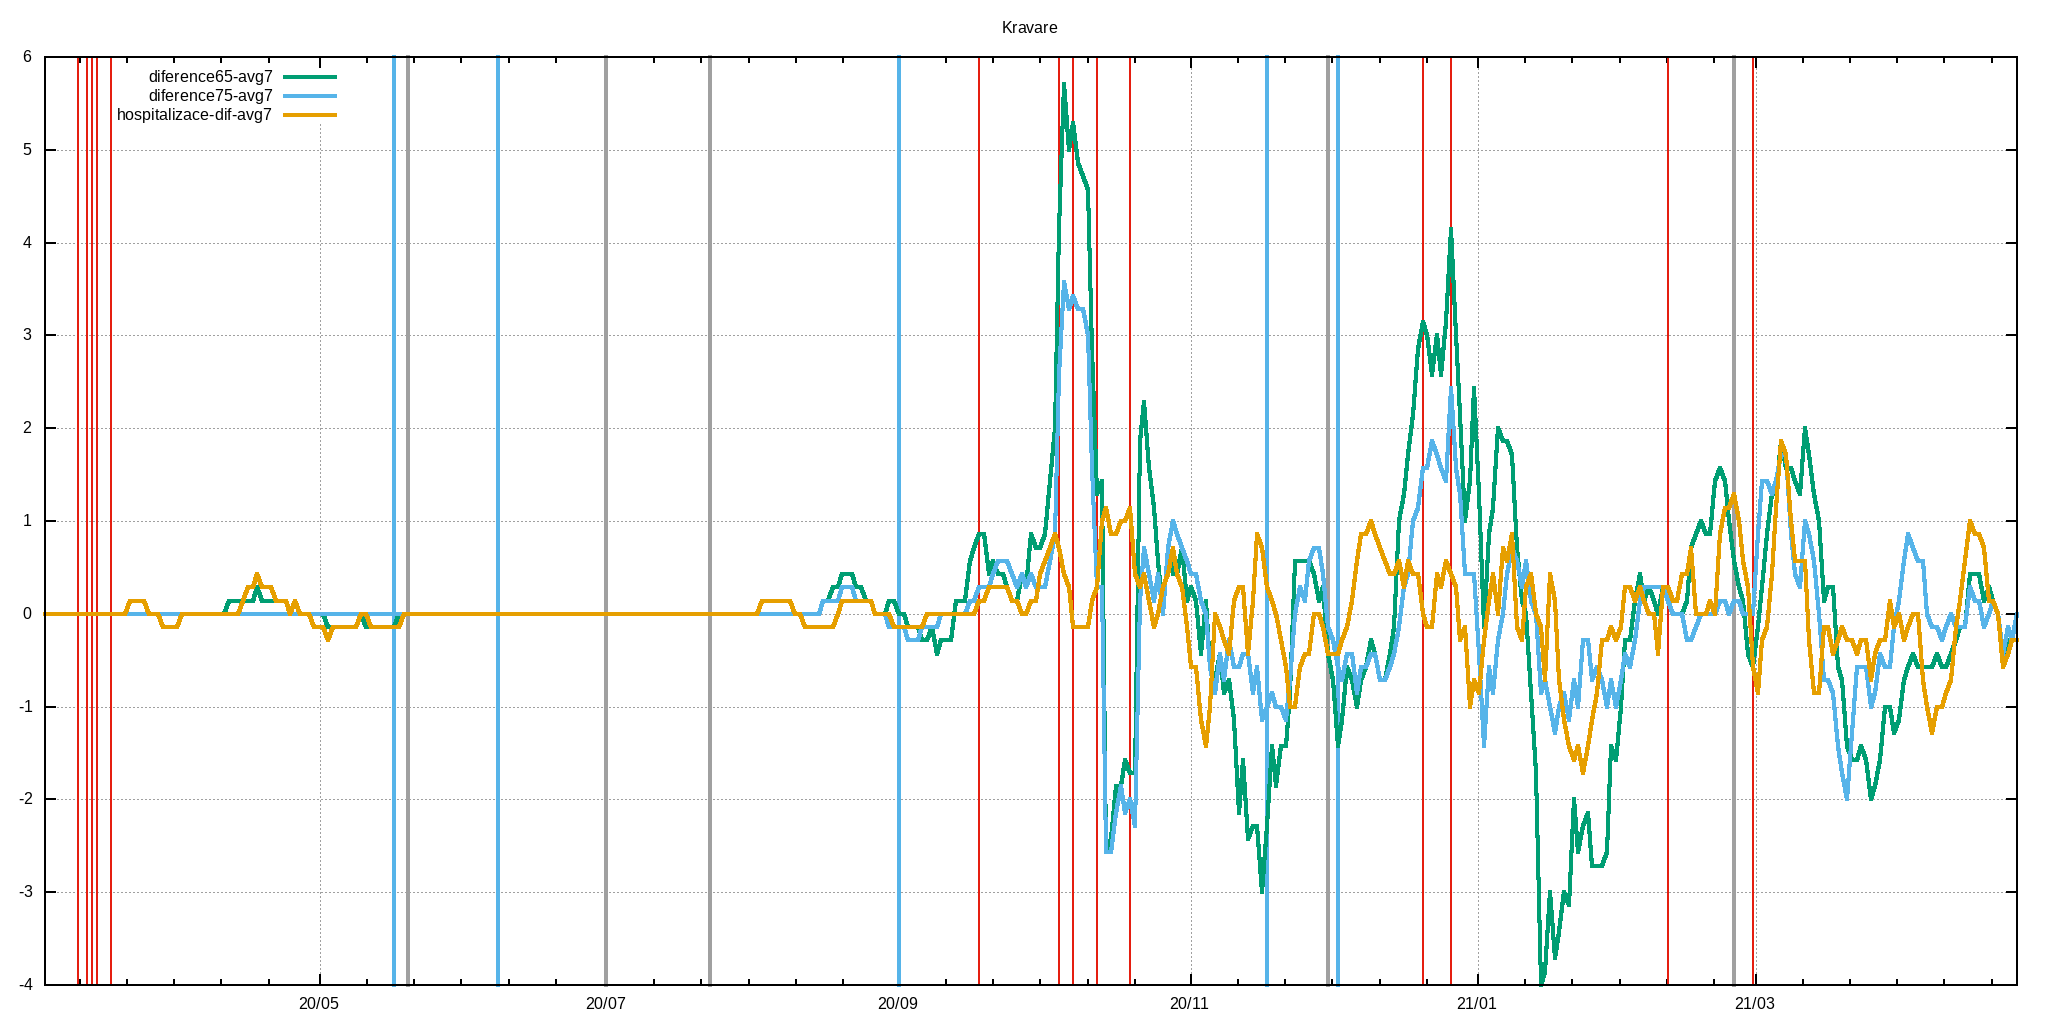 Kravare
6
diference65-avg7
diference75-avg7
hospitalizace-dif-avg7
5
4
3
2
1
0
-1
-2
-3
-4
20/05 20/07 20/09 20/11 21/01 21/03